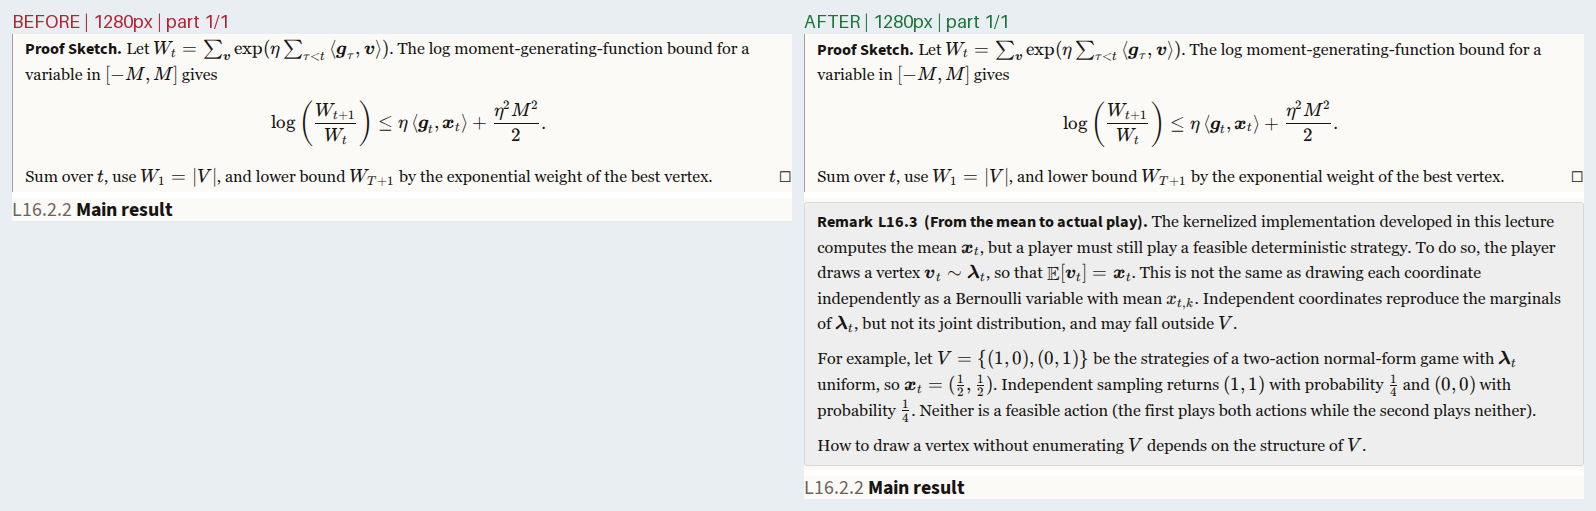 BEFORE | 1280px | part 1/1
Proof Sketch. Let W_t = ∑_v exp(η ∑_{τ<t} ⟨g_τ, v⟩). The log moment-generating-function bound for a
variable in [−M, M] gives
log (W_{t+1} / W_t) ≤ η ⟨g_t, x_t⟩ + η²M² / 2.
Sum over t, use W_1 = |V|, and lower bound W_{T+1} by the exponential weight of the best vertex. □
L16.2.2 Main result
AFTER | 1280px | part 1/1
Proof Sketch. Let W_t = ∑_v exp(η ∑_{τ<t} ⟨g_τ, v⟩). The log moment-generating-function bound for a
variable in [−M, M] gives
log (W_{t+1} / W_t) ≤ η ⟨g_t, x_t⟩ + η²M² / 2.
Sum over t, use W_1 = |V|, and lower bound W_{T+1} by the exponential weight of the best vertex. □
Remark L16.3 (From the mean to actual play). The kernelized implementation developed in this lecture
computes the mean x_t, but a player must still play a feasible deterministic strategy. To do so, the player
draws a vertex v_t ∼ λ_t, so that 𝔼[v_t] = x_t. This is not the same as drawing each coordinate
independently as a Bernoulli variable with mean x_{t,k}. Independent coordinates reproduce the marginals
of λ_t, but not its joint distribution, and may fall outside V.
For example, let V = {(1, 0), (0, 1)} be the strategies of a two-action normal-form game with λ_t
uniform, so x_t = (1/2, 1/2). Independent sampling returns (1, 1) with probability 1/4 and (0, 0) with
probability 1/4. Neither is a feasible action (the first plays both actions while the second plays neither).
How to draw a vertex without enumerating V depends on the structure of V.
L16.2.2 Main result